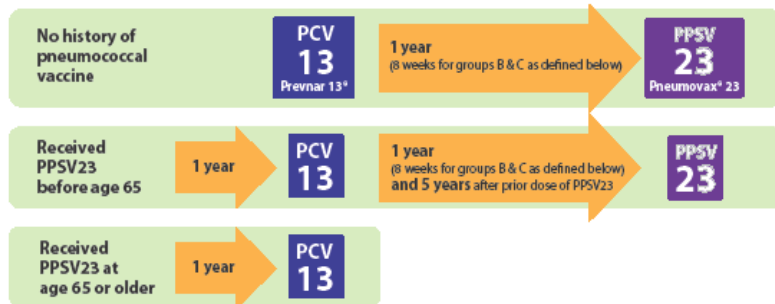 No history of
pneumococcal
vaccine
PCV
13
Prevnar 13®
1 year
(8 weeks for groups B & C as defined below)
PPSV
23
Pneumovax® 23
Received
PPSV23
before age 65
1 year
PCV
13
1 year
(8 weeks for groups B & C as defined below)
and 5 years after prior dose of PPSV23
PPSV
23
Received
PPSV23 at
age 65 or older
1 year
PCV
13